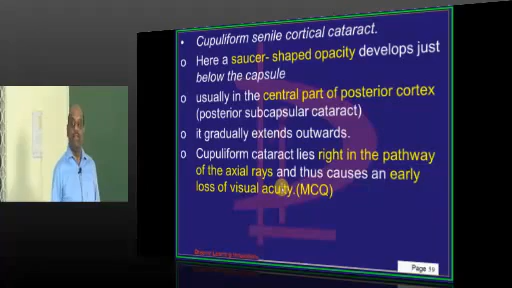 • Cupuliform senile cortical cataract.
o Here a saucer- shaped opacity develops just
below the capsule
o usually in the central part of posterior cortex
(posterior subcapsular cataract)
o it gradually extends outwards.
o Cupuliform cataract lies right in the pathway
of the axial rays and thus causes an early
loss of visual acuity.(MCQ)
Page 39